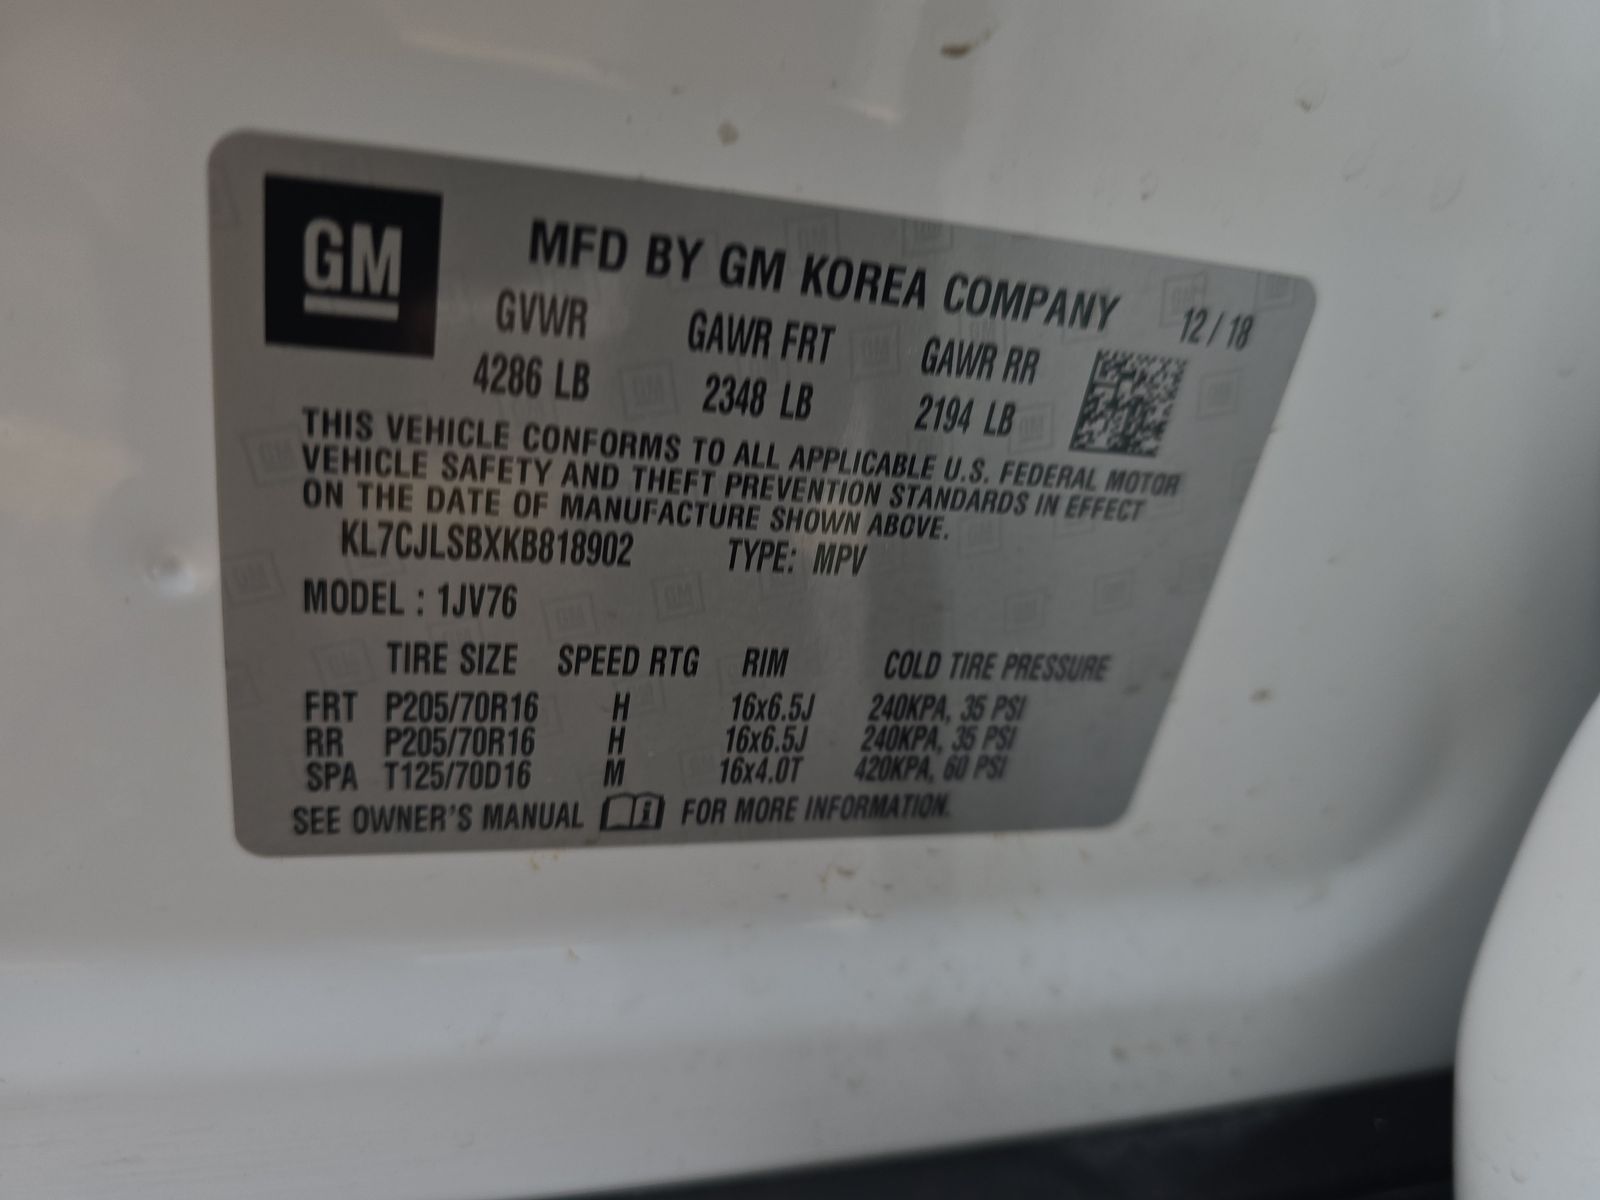 GM
MFD BY GM KOREA COMPANY 12 / 18
GVWR GAWR FRT GAWR RR
4286 LB 2348 LB 2194 LB
THIS VEHICLE CONFORMS TO ALL APPLICABLE U.S. FEDERAL MOTOR
VEHICLE SAFETY AND THEFT PREVENTION STANDARDS IN EFFECT
ON THE DATE OF MANUFACTURE SHOWN ABOVE.
KL7CJLSBXKB818902 TYPE: MPV
MODEL : 1JV76
TIRE SIZE SPEED RTG RIM COLD TIRE PRESSURE
FRT P205/70R16 H 16x6.5J 240KPA, 35 PSI
RR P205/70R16 H 16x6.5J 240KPA, 35 PSI
SPA T125/70D16 M 16x4.0T 420KPA, 60 PSI
SEE OWNER'S MANUAL FOR MORE INFORMATION.